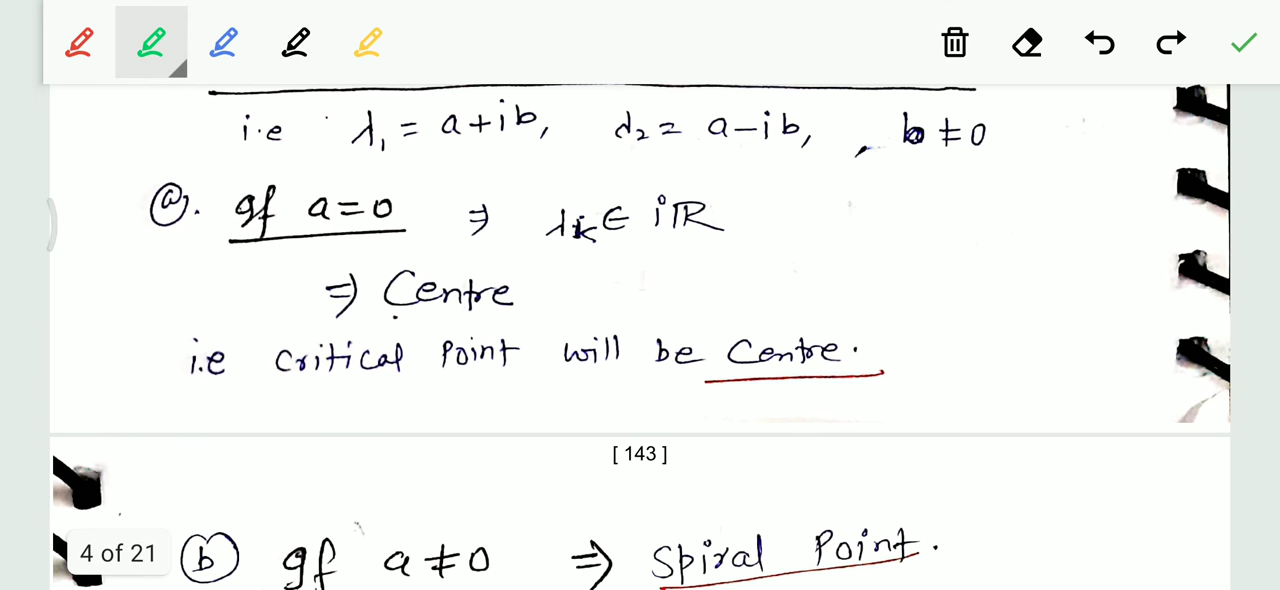 i.e λ₁ = a+ib, λ₂ = a-ib, , b ≠ 0
ⓐ. If a=0 ⇒ λₖ ∈ iℝ
⇒ Centre
i.e critical point will be Centre.
[ 143 ]
4 of 21 ⓑ If a ≠ 0 ⇒ Spiral Point.